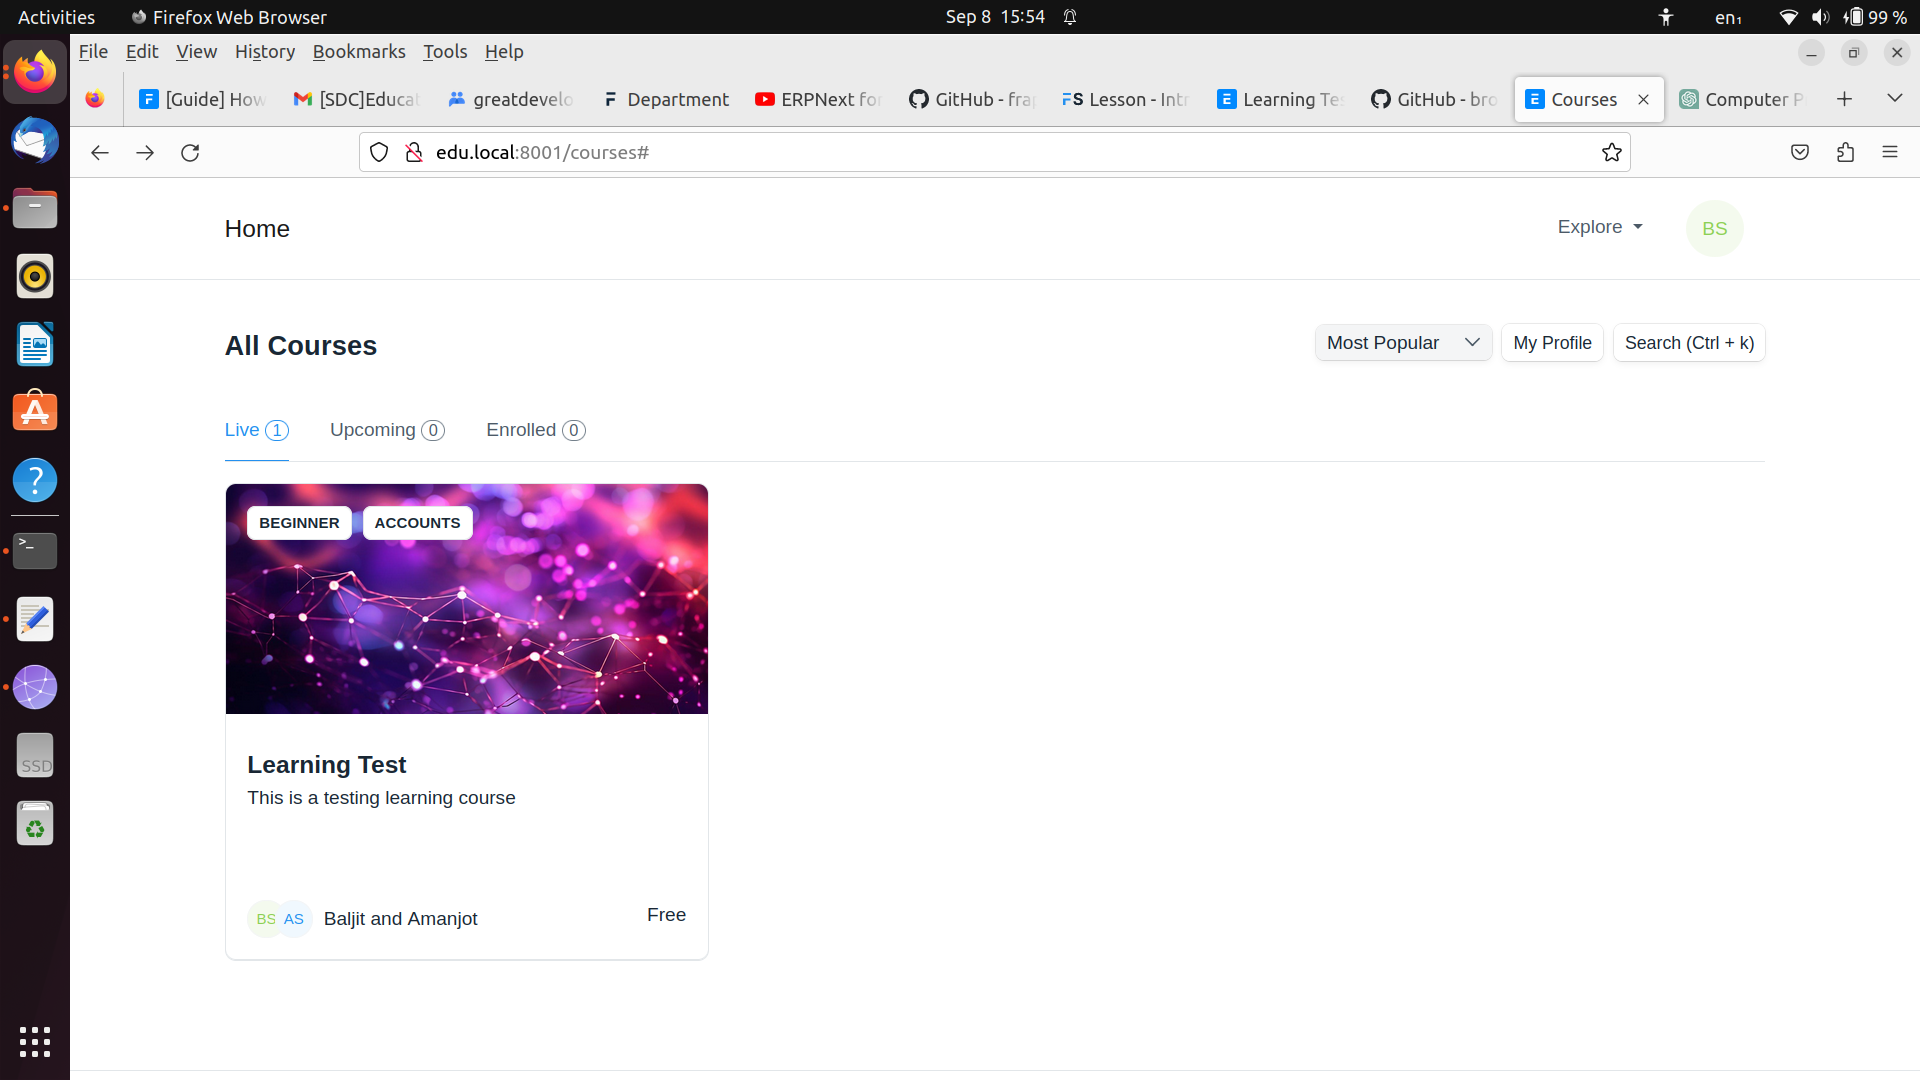 Activities Firefox Web Browser Sep 8 15:54 en₁ 99 %
File Edit View History Bookmarks Tools Help
[Guide] How [SDC]Educat greatdevelo Department ERPNext for GitHub - frap Lesson - Intr Learning Tes GitHub - bro Courses Computer P
edu.local:8001/courses#
Home Explore BS
All Courses Most Popular My Profile Search (Ctrl + k)
Live 1 Upcoming 0 Enrolled 0
BEGINNER ACCOUNTS
Learning Test
This is a testing learning course
BS AS Baljit and Amanjot Free
SSD